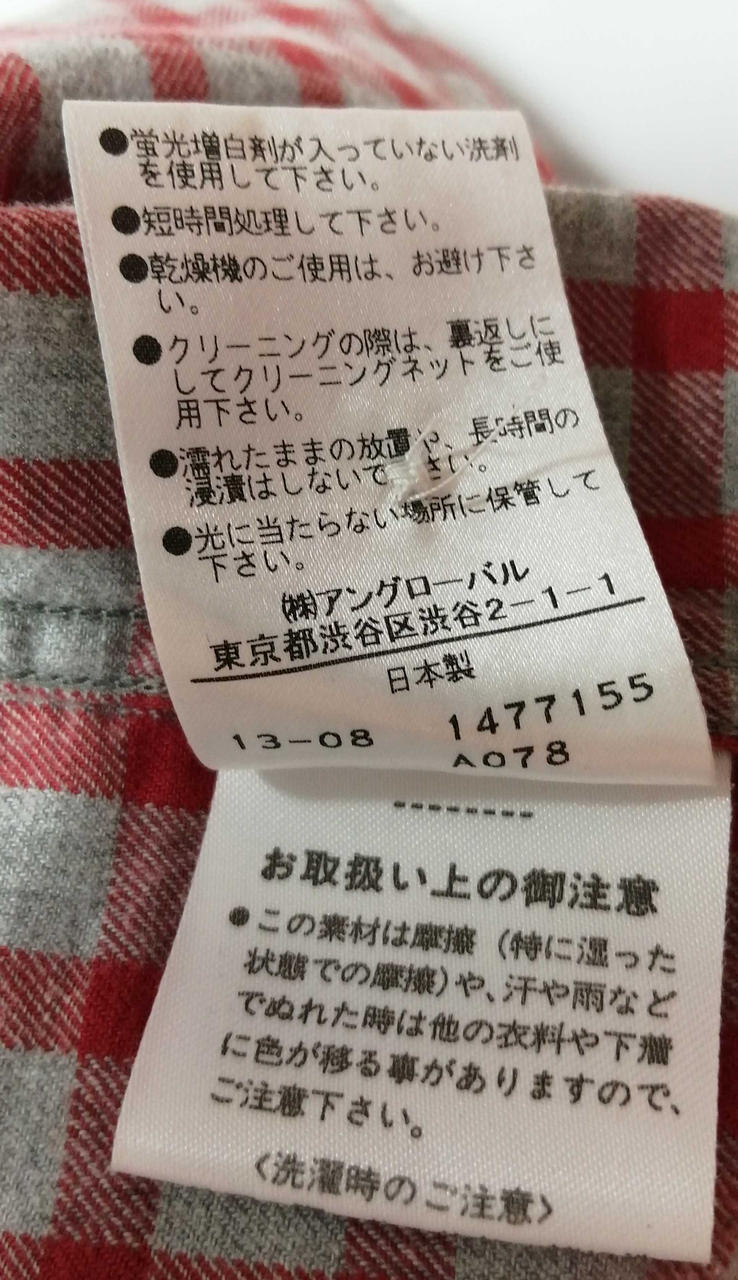 ●蛍光増白剤が入っていない洗剤
を使用して下さい。
●短時間処理して下さい。
●乾燥機のご使用は、お避け下さ
い。
●クリーニングの際は、裏返しに
してクリーニングネットをご使
用下さい。
●濡れたままの放置や、長時間の
浸漬はしないで さい。
●光に当たらない場所に保管して
下さい。
㈱アングローバル
東京都渋谷区渋谷2-1-1
日本製
13-08 1477155
A078
--------
お取扱い上の御注意
●この素材は摩擦(特に湿った
状態での摩擦)や、汗や雨など
でぬれた時は他の衣料や下着
に色が移る事がありますので、
ご注意下さい。
〈洗濯時のご注意〉